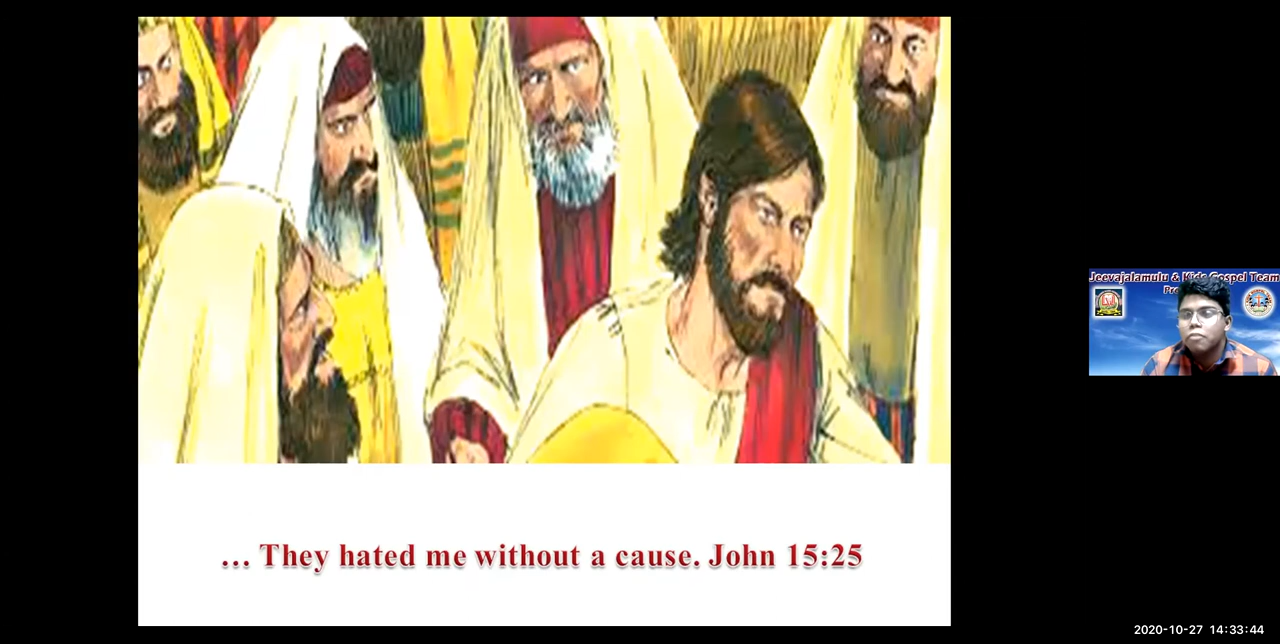 … They hated me without a cause. John 15:25
Jeevajalamulu & Kids Gospel Team
2020-10-27 14:33:44